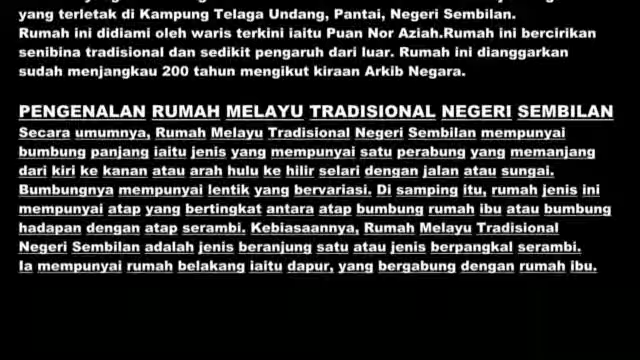 yang terletak di Kampung Telaga Undang, Pantai, Negeri Sembilan.
Rumah ini didiami oleh waris terkini iaitu Puan Nor Aziah.Rumah ini bercirikan
senibina tradisional dan sedikit pengaruh dari luar. Rumah ini dianggarkan
sudah menjangkau 200 tahun mengikut kiraan Arkib Negara.
PENGENALAN RUMAH MELAYU TRADISIONAL NEGERI SEMBILAN
Secara umumnya, Rumah Melayu Tradisional Negeri Sembilan mempunyai
bumbung panjang iaitu jenis yang mempunyai satu perabung yang memanjang
dari kiri ke kanan atau arah hulu ke hilir selari dengan jalan atau sungai.
Bumbungnya mempunyai lentik yang bervariasi. Di samping itu, rumah jenis ini
mempunyai atap yang bertingkat antara atap bumbung rumah ibu atau bumbung
hadapan dengan atap serambi. Kebiasaannya, Rumah Melayu Tradisional
Negeri Sembilan adalah jenis beranjung satu atau jenis berpangkal serambi.
Ia mempunyai rumah belakang iaitu dapur, yang bergabung dengan rumah ibu.